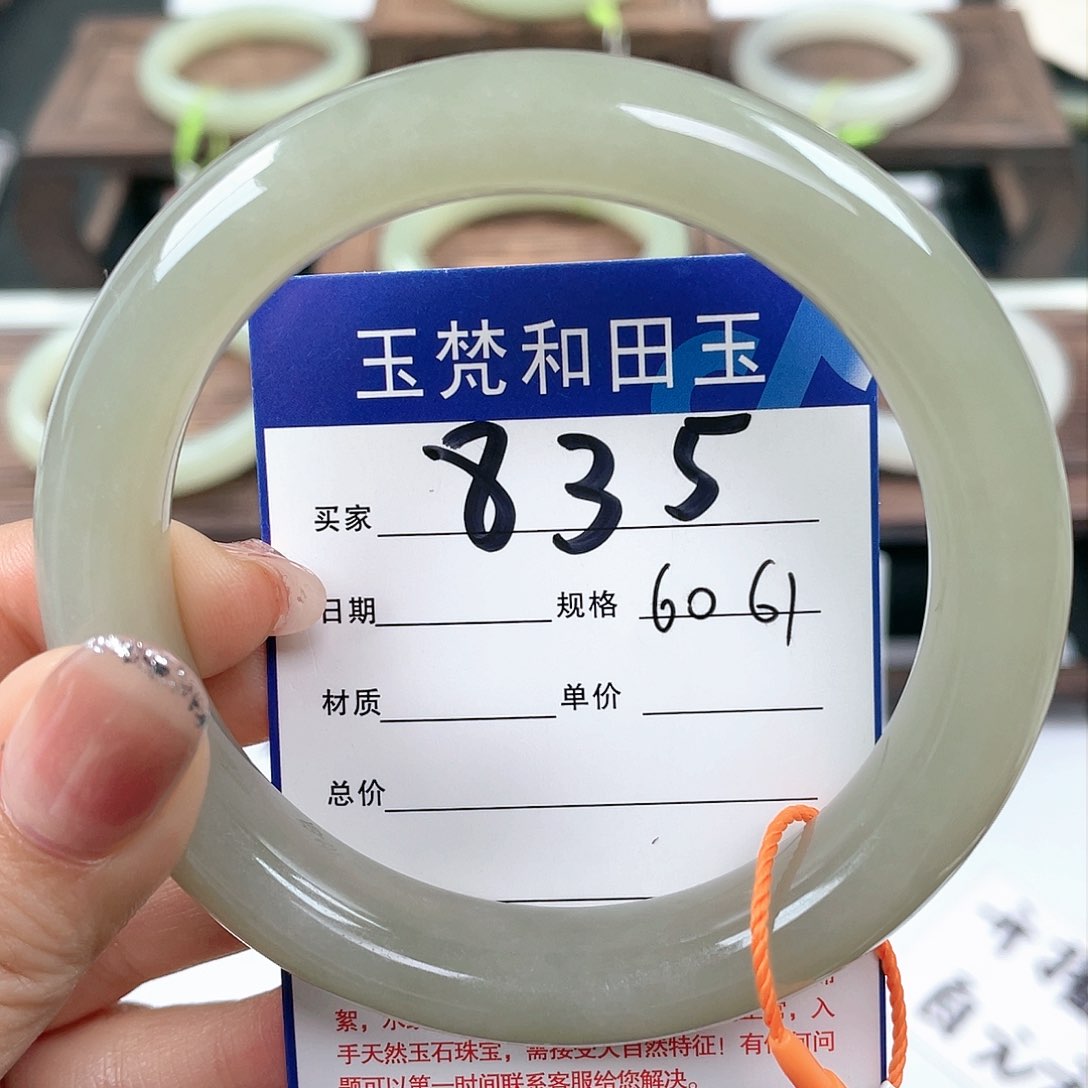 玉梵和田玉
买家 835
日期 规格 6061
材质 单价
总价
絮，
入
手天然玉石珠宝，需接受大自然特征！有任何问
题可以第一时间联系客服给您解决。